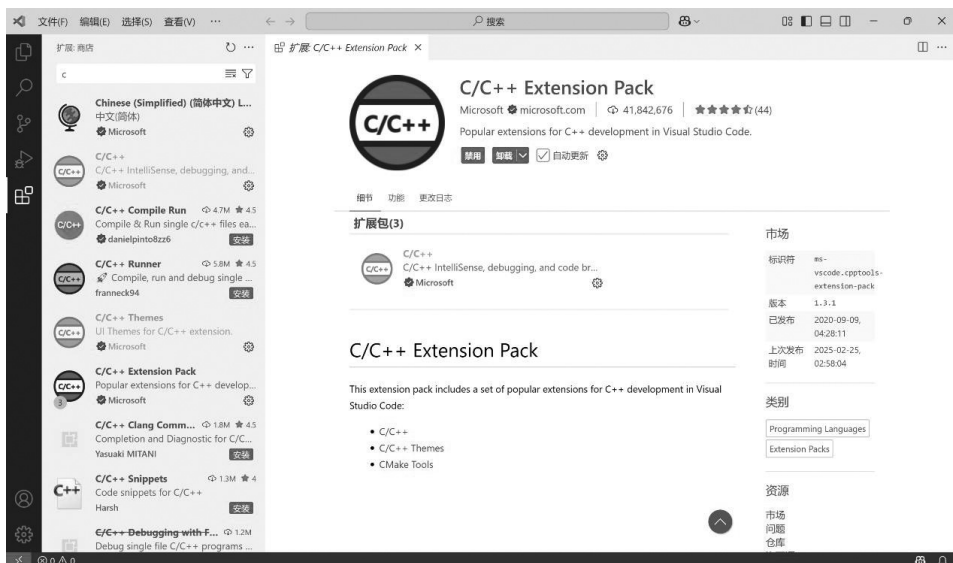 文件(F) 编辑(E) 选择(S) 查看(V) ··· ← → 搜索
扩展: 商店
c
Chinese (Simplified) (简体中文) L...
中文(简体)
Microsoft
C/C++
C/C++ IntelliSense, debugging, and...
Microsoft
C/C++ Compile Run 4.7M ★ 4.5
Compile & Run single c/c++ files ea...
danielpinto8zz6 安装
C/C++ Runner 5.8M ★ 4.5
🚀 Compile, run and debug single ...
franneck94 安装
C/C++ Themes
UI Themes for C/C++ extension.
Microsoft
C/C++ Extension Pack
Popular extensions for C++ develop...
3 Microsoft
C/C++ Clang Comm... 1.8M ★ 4.5
Completion and Diagnostic for C/C...
Yasuaki MITANI 安装
C/C++ Snippets 1.3M ★ 4
Code snippets for C/C++
Harsh 安装
C/C++ Debugging with F... 1.2M
Debug single file C/C++ programs ...
扩展: C/C++ Extension Pack ×
C/C++
C/C++ Extension Pack
Microsoft microsoft.com | 41,842,676 | ★★★★☆(44)
Popular extensions for C++ development in Visual Studio Code.
禁用 卸载 自动更新
细节 功能 更改日志
扩展包(3)
C/C++
C/C++ IntelliSense, debugging, and code br...
Microsoft
C/C++ Extension Pack
This extension pack includes a set of popular extensions for C++ development in Visual
Studio Code:
• C/C++
• C/C++ Themes
• CMake Tools
市场
标识符 ms-
vscode.cpptools-
extension-pack
版本 1.3.1
已发布 2020-09-09,
04:28:11
上次发布 2025-02-25,
时间 02:58:04
类别
Programming Languages
Extension Packs
资源
市场
问题
仓库
0 0